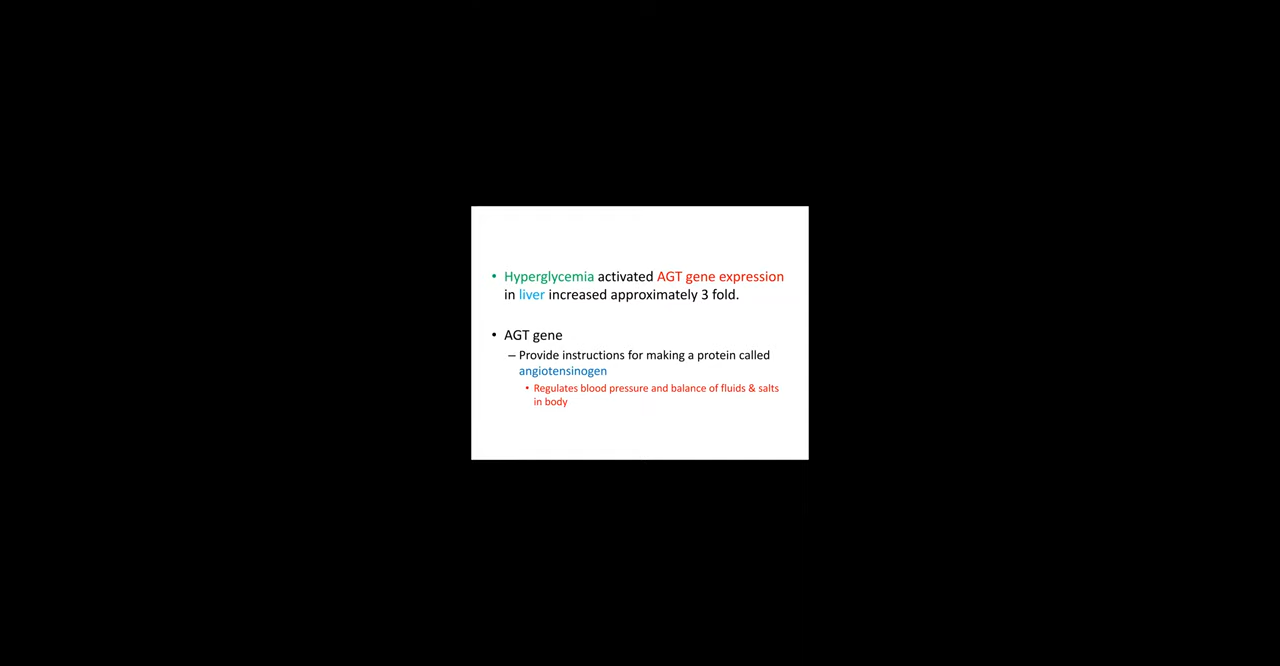 • Hyperglycemia activated AGT gene expression
in liver increased approximately 3 fold.
• AGT gene
– Provide instructions for making a protein called
angiotensinogen
• Regulates blood pressure and balance of fluids & salts
in body